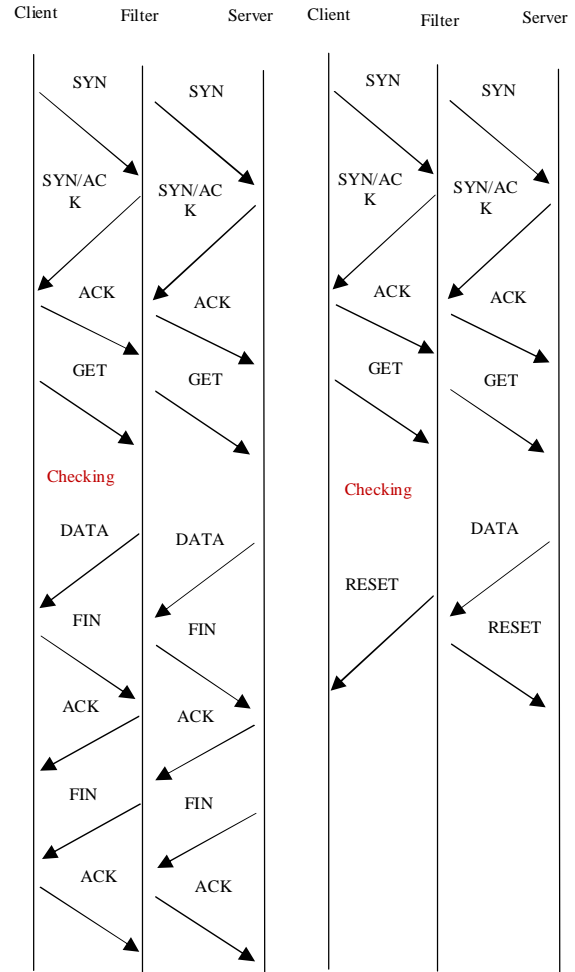 Client Filter Server
SYN
SYN
SYN/AC
K
SYN/AC
K
ACK
ACK
GET
GET
Checking
DATA
DATA
FIN
FIN
ACK
ACK
FIN
FIN
ACK
ACK
Client Filter Server
SYN
SYN
SYN/AC
K
SYN/AC
K
ACK
ACK
GET
GET
Checking
DATA
RESET
RESET